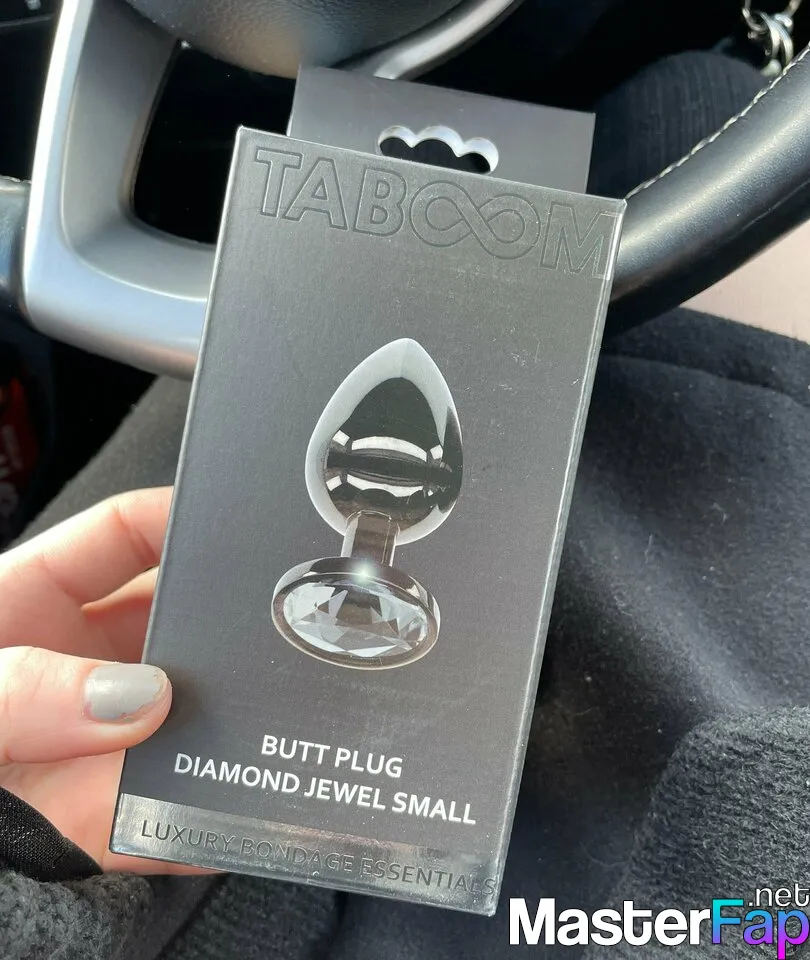 TABOOM
BUTT PLUG
DIAMOND JEWEL SMALL
LUXURY BONDAGE ESSENTIALS
MasterFap.net